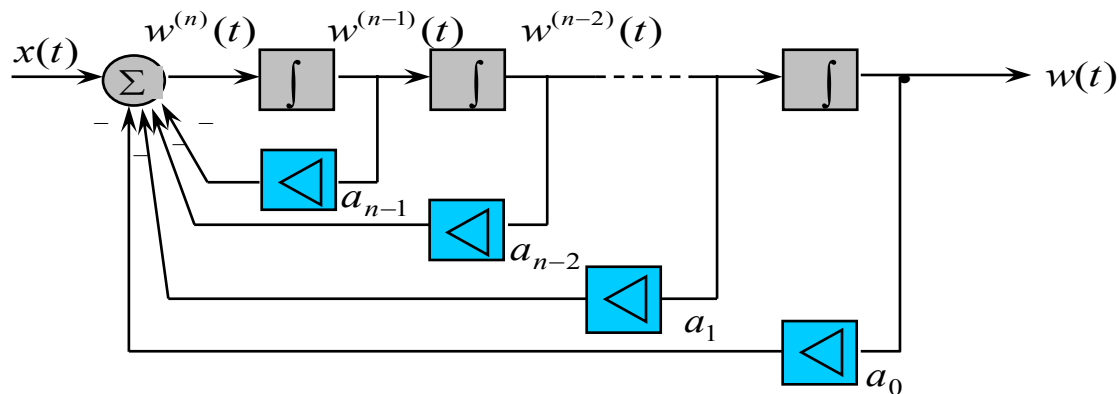 x(t)
w^{(n)}(t)
w^{(n-1)}(t)
w^{(n-2)}(t)
w(t)
Σ
∫
∫
∫
−
−
−
−
a_{n-1}
a_{n-2}
a_1
a_0